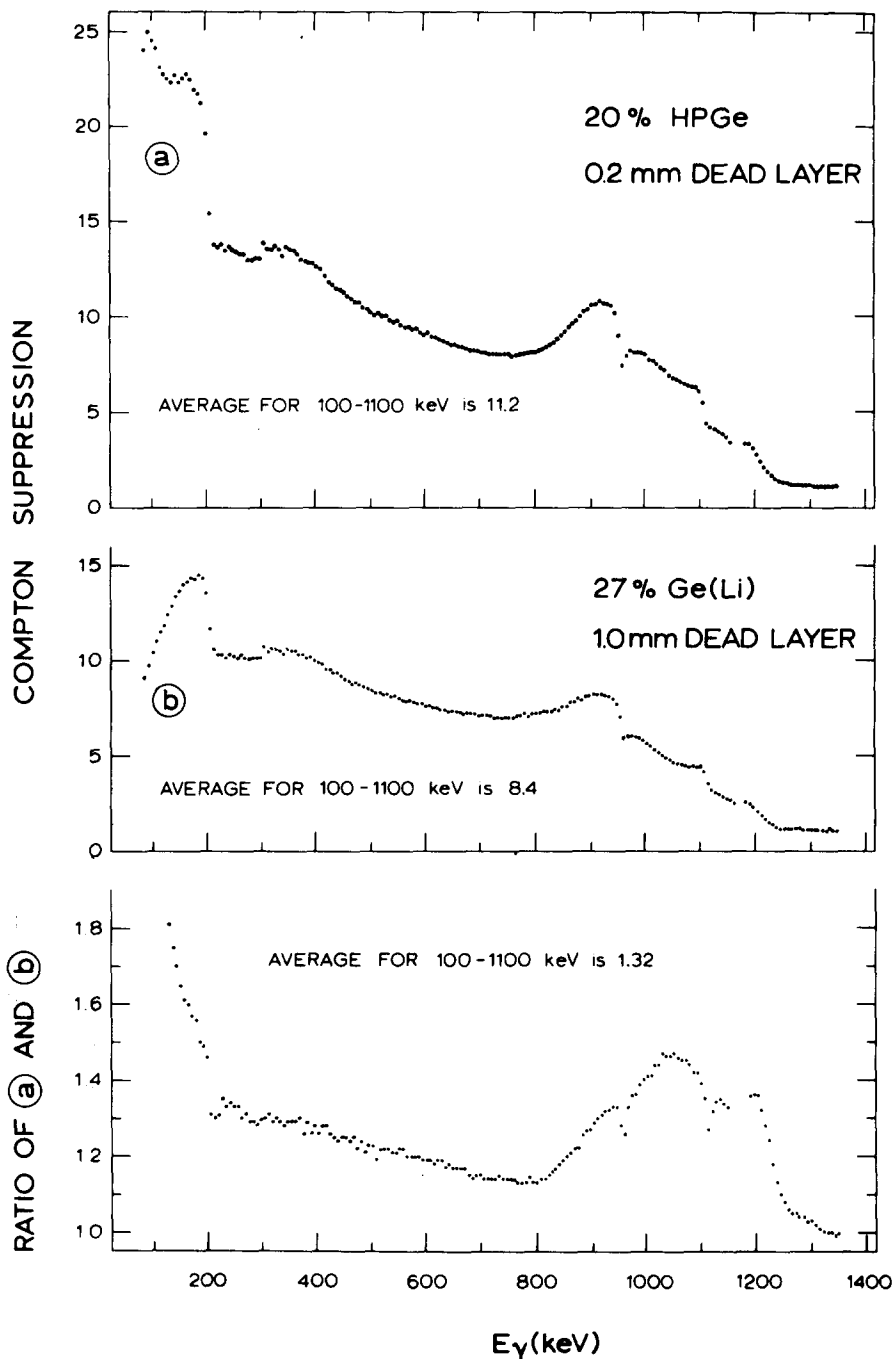 25
20
15
10
5
0
ⓐ
20 % HPGe
0.2 mm DEAD LAYER
AVERAGE FOR 100-1100 keV is 11.2
COMPTON SUPPRESSION
15
10
5
0
ⓑ
27 % Ge(Li)
1.0 mm DEAD LAYER
AVERAGE FOR 100-1100 keV is 8.4
RATIO OF ⓐ AND ⓑ
1.8
1.6
1.4
1.2
1.0
AVERAGE FOR 100-1100 keV is 1.32
200 400 600 800 1000 1200 1400
Eγ (keV)